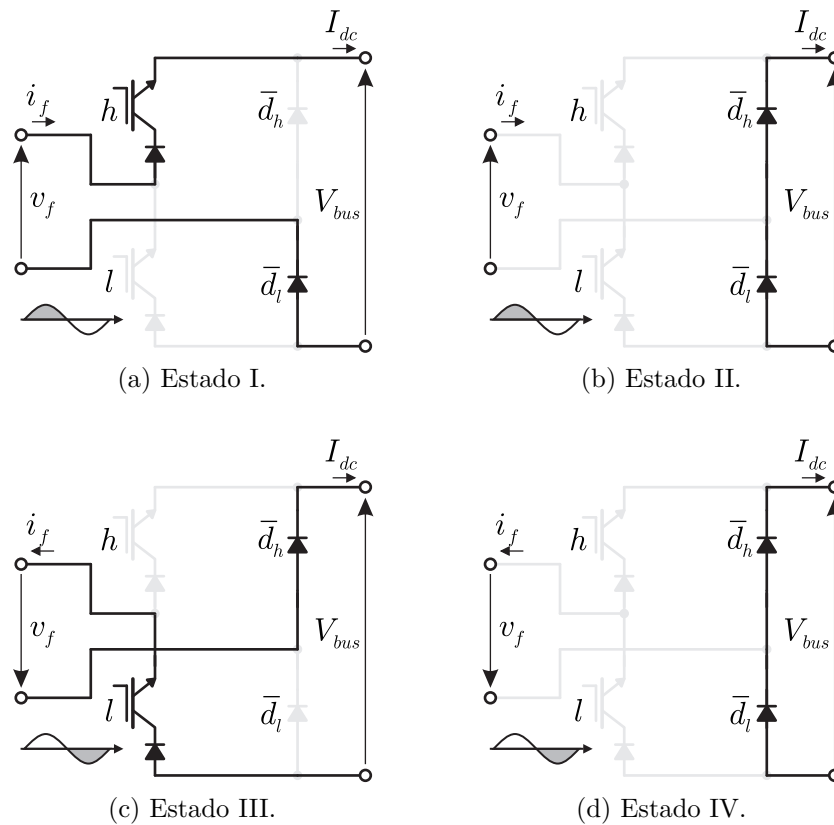 I_dc
i_f
h
d̅_h
v_f
V_bus
l
d̅_l
(a) Estado I.
I_dc
i_f
h
d̅_h
v_f
V_bus
l
d̅_l
(b) Estado II.
I_dc
i_f
h
d̅_h
v_f
V_bus
l
d̅_l
(c) Estado III.
I_dc
i_f
h
d̅_h
v_f
V_bus
l
d̅_l
(d) Estado IV.